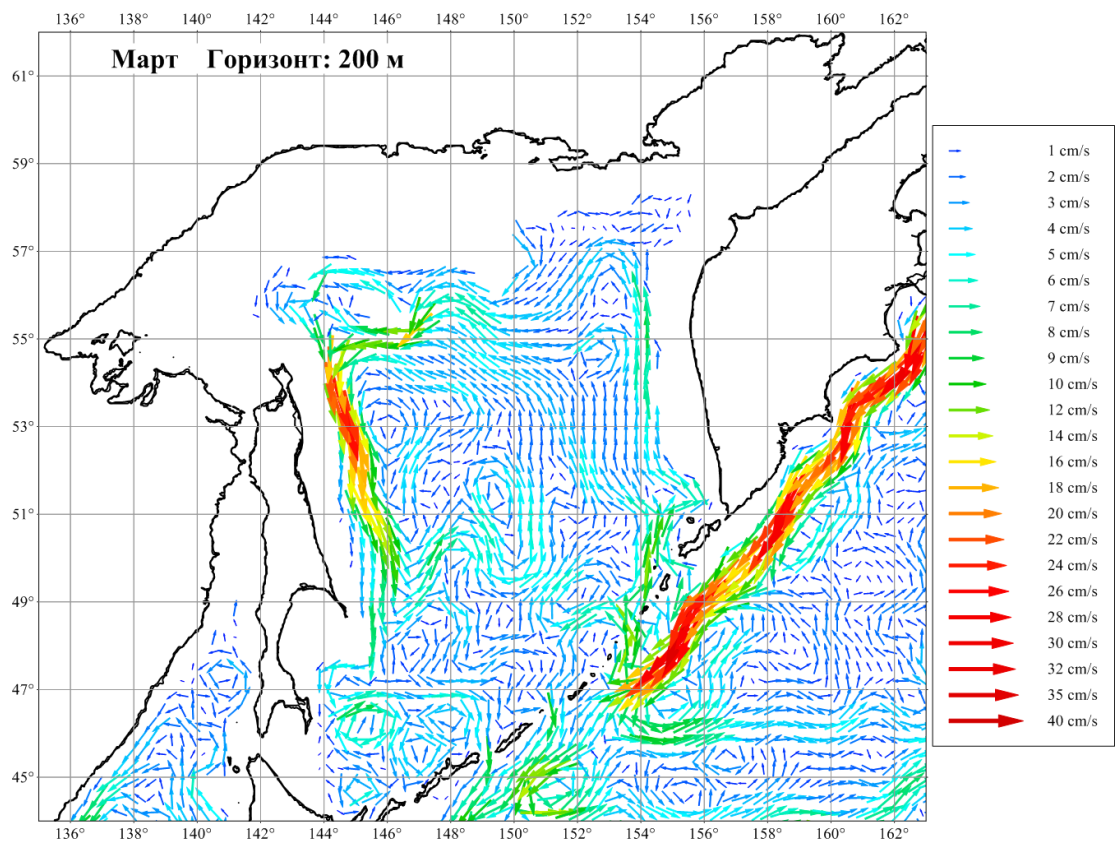 136° 138° 140° 142° 144° 146° 148° 150° 152° 154° 156° 158° 160° 162°
Март Горизонт: 200 м
61°
59°
57°
55°
53°
51°
49°
47°
45°
136° 138° 140° 142° 144° 146° 148° 150° 152° 154° 156° 158° 160° 162°
1 cm/s
2 cm/s
3 cm/s
4 cm/s
5 cm/s
6 cm/s
7 cm/s
8 cm/s
9 cm/s
10 cm/s
12 cm/s
14 cm/s
16 cm/s
18 cm/s
20 cm/s
22 cm/s
24 cm/s
26 cm/s
28 cm/s
30 cm/s
32 cm/s
35 cm/s
40 cm/s